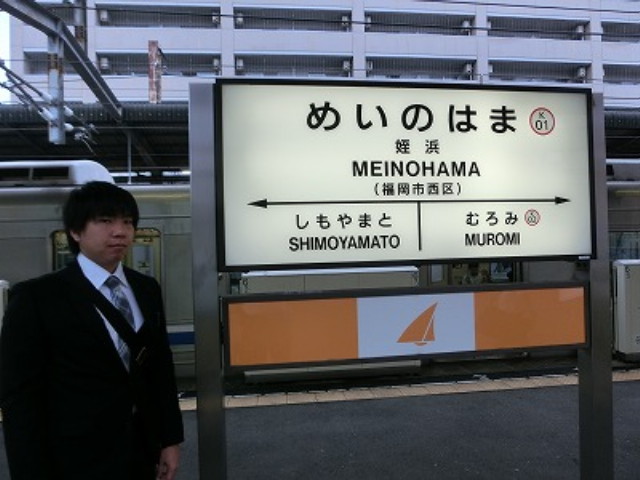 めいのはま K 01
姪浜
MEINOHAMA
(福岡市西区)
しもやまと むろみ
SHIMOYAMATO MUROMI